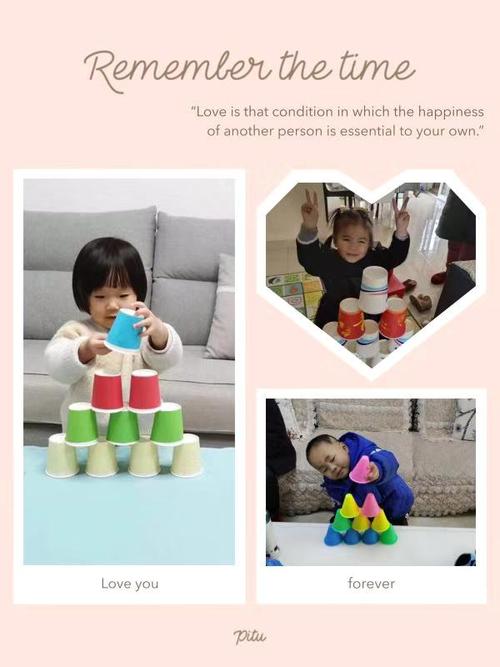 Remember the time
“Love is that condition in which the happiness
of another person is essential to your own.”
Love you
forever
Pitu